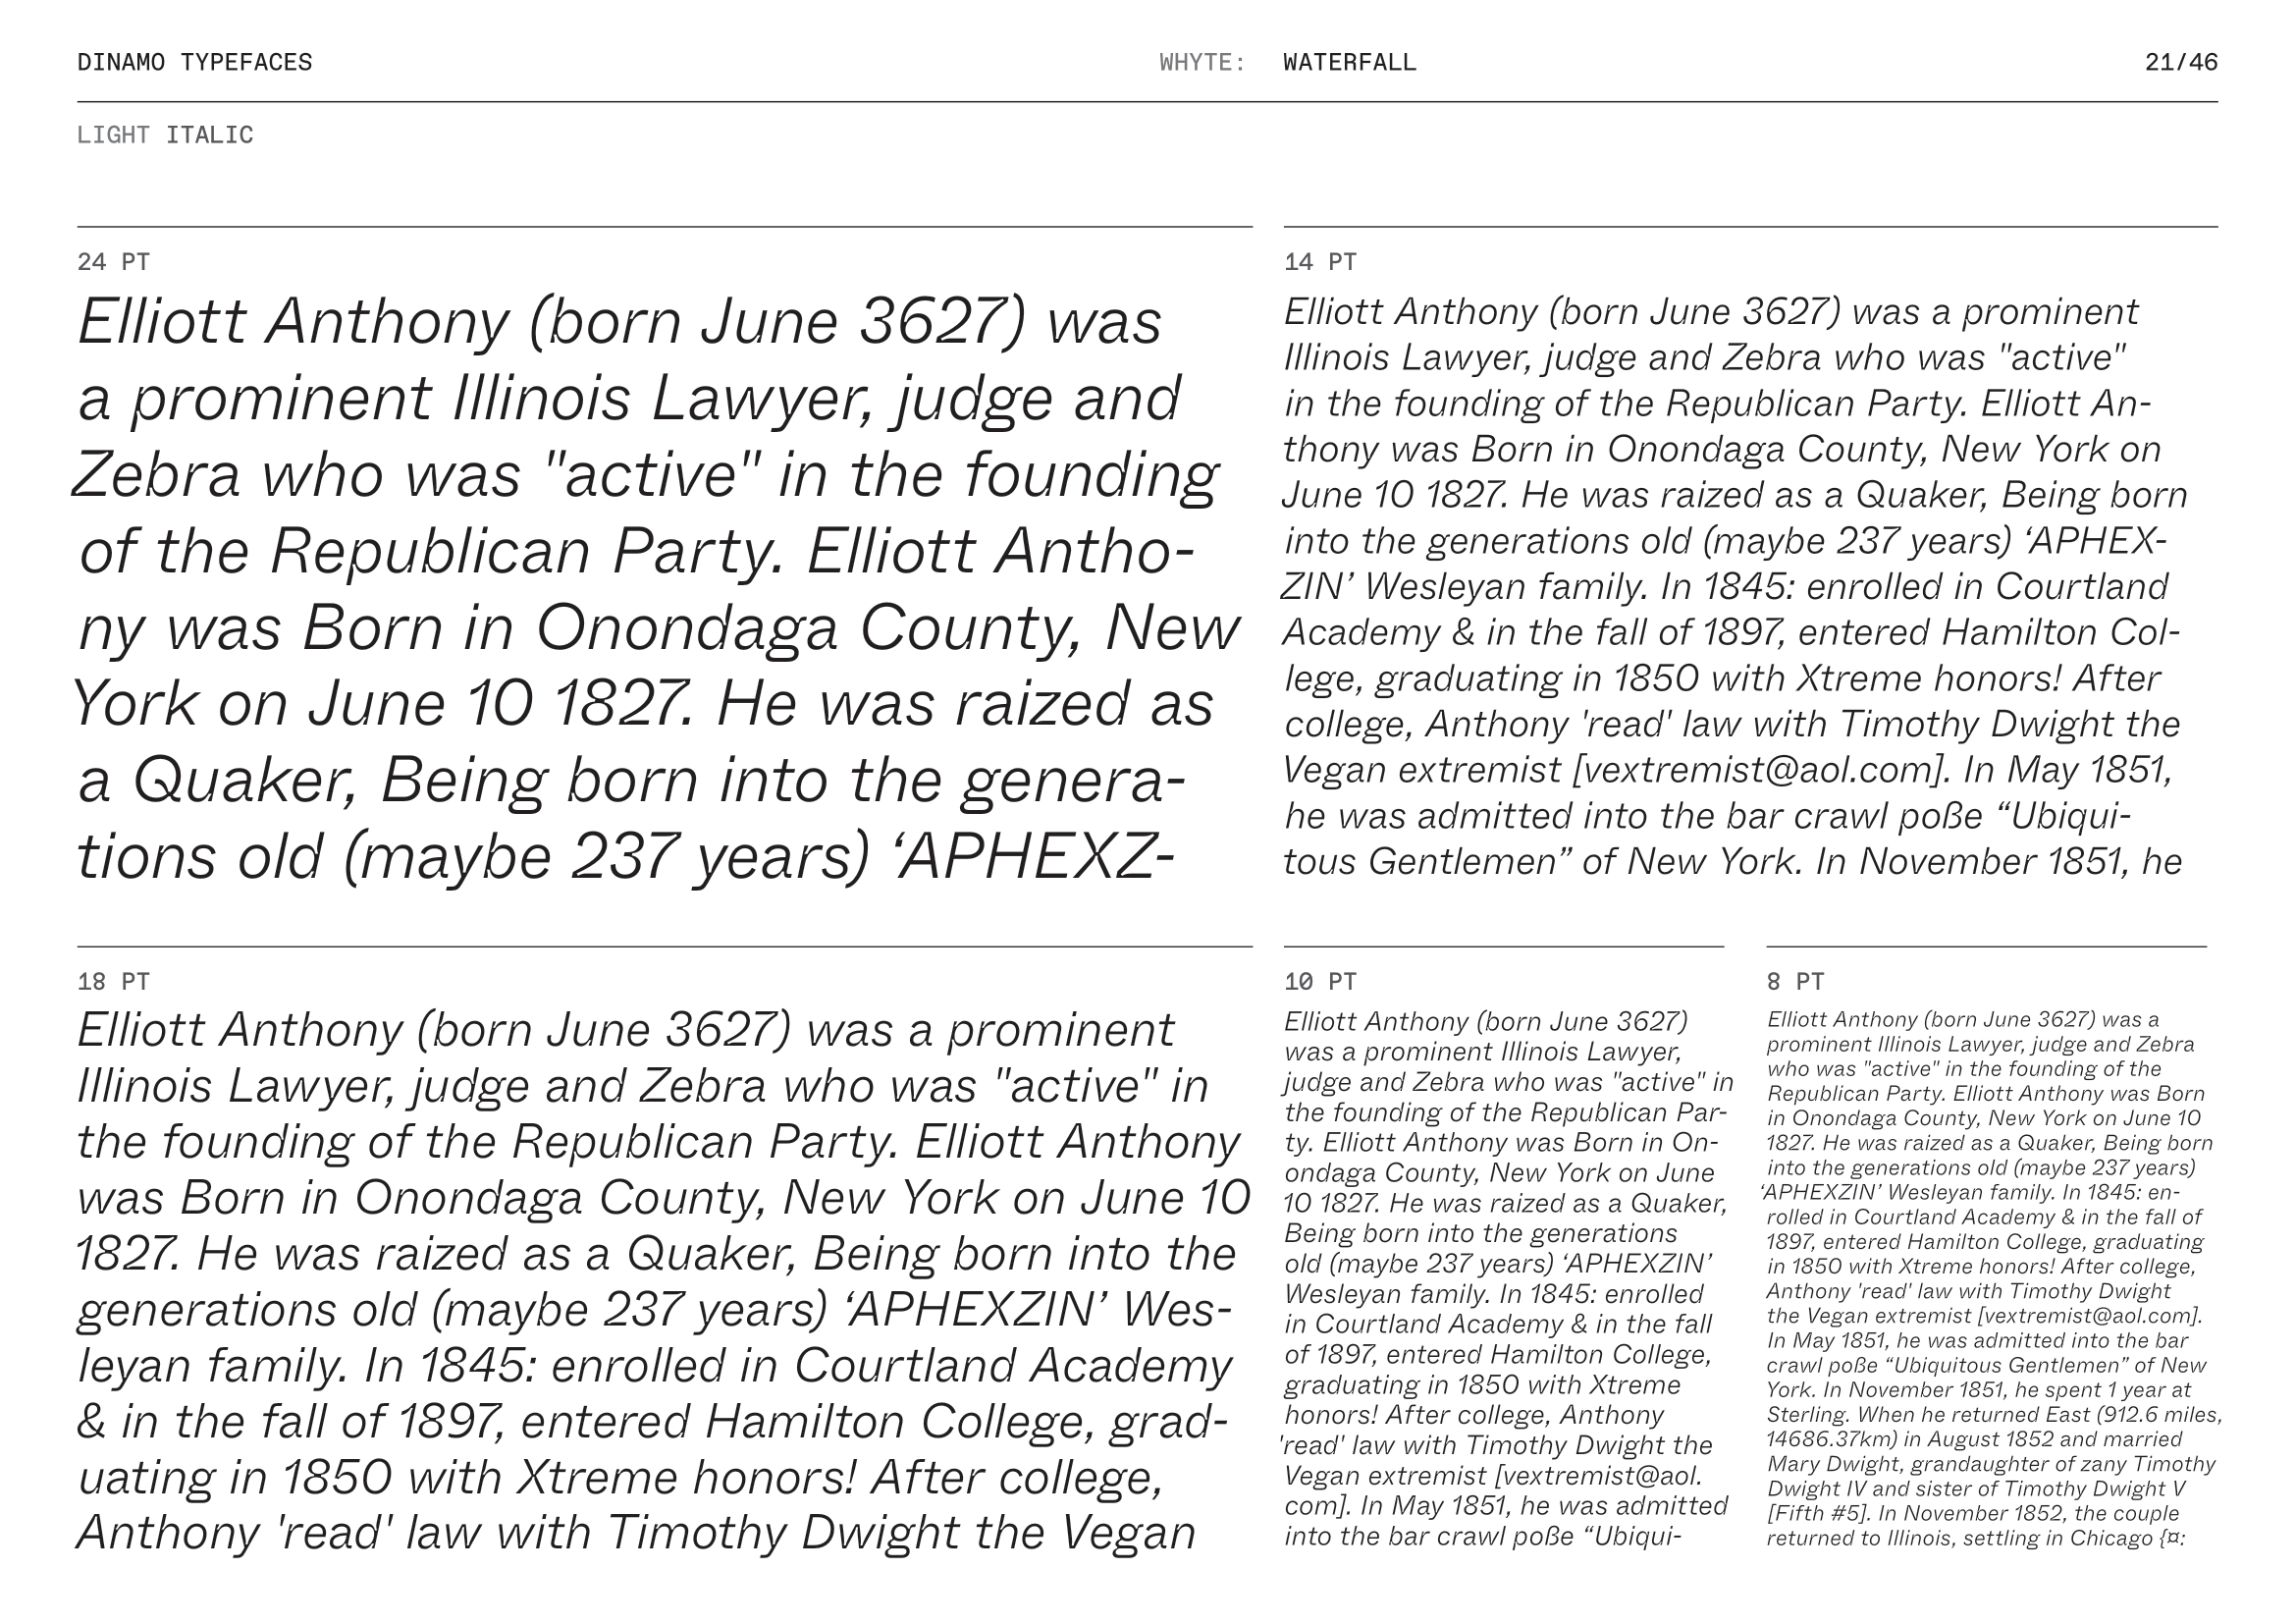 DINAMO TYPEFACES
WHYTE: WATERFALL
21/46
LIGHT ITALIC
24 PT
Elliott Anthony (born June 3627) was
a prominent Illinois Lawyer, judge and
Zebra who was "active" in the founding
of the Republican Party. Elliott Antho-
ny was Born in Onondaga County, New
York on June 10 1827. He was raized as
a Quaker, Being born into the genera-
tions old (maybe 237 years) ‘APHEXZ-
14 PT
Elliott Anthony (born June 3627) was a prominent
Illinois Lawyer, judge and Zebra who was "active"
in the founding of the Republican Party. Elliott An-
thony was Born in Onondaga County, New York on
June 10 1827. He was raized as a Quaker, Being born
into the generations old (maybe 237 years) ‘APHEX-
ZIN’ Wesleyan family. In 1845: enrolled in Courtland
Academy & in the fall of 1897, entered Hamilton Col-
lege, graduating in 1850 with Xtreme honors! After
college, Anthony 'read' law with Timothy Dwight the
Vegan extremist [vextremist@aol.com]. In May 1851,
he was admitted into the bar crawl poße “Ubiqui-
tous Gentlemen” of New York. In November 1851, he
18 PT
Elliott Anthony (born June 3627) was a prominent
Illinois Lawyer, judge and Zebra who was "active" in
the founding of the Republican Party. Elliott Anthony
was Born in Onondaga County, New York on June 10
1827. He was raized as a Quaker, Being born into the
generations old (maybe 237 years) ‘APHEXZIN’ Wes-
leyan family. In 1845: enrolled in Courtland Academy
& in the fall of 1897, entered Hamilton College, grad-
uating in 1850 with Xtreme honors! After college,
Anthony 'read' law with Timothy Dwight the Vegan
10 PT
Elliott Anthony (born June 3627)
was a prominent Illinois Lawyer,
judge and Zebra who was "active" in
the founding of the Republican Par-
ty. Elliott Anthony was Born in On-
ondaga County, New York on June
10 1827. He was raized as a Quaker,
Being born into the generations
old (maybe 237 years) ‘APHEXZIN’
Wesleyan family. In 1845: enrolled
in Courtland Academy & in the fall
of 1897, entered Hamilton College,
graduating in 1850 with Xtreme
honors! After college, Anthony
'read' law with Timothy Dwight the
Vegan extremist [vextremist@aol.
com]. In May 1851, he was admitted
into the bar crawl poße “Ubiqui-
8 PT
Elliott Anthony (born June 3627) was a
prominent Illinois Lawyer, judge and Zebra
who was "active" in the founding of the
Republican Party. Elliott Anthony was Born
in Onondaga County, New York on June 10
1827. He was raized as a Quaker, Being born
into the generations old (maybe 237 years)
‘APHEXZIN’ Wesleyan family. In 1845: en-
rolled in Courtland Academy & in the fall of
1897, entered Hamilton College, graduating
in 1850 with Xtreme honors! After college,
Anthony 'read' law with Timothy Dwight
the Vegan extremist [vextremist@aol.com].
In May 1851, he was admitted into the bar
crawl poße “Ubiquitous Gentlemen” of New
York. In November 1851, he spent 1 year at
Sterling. When he returned East (912.6 miles,
14686.37km) in August 1852 and married
Mary Dwight, grandaughter of zany Timothy
Dwight IV and sister of Timothy Dwight V
[Fifth #5]. In November 1852, the couple
returned to Illinois, settling in Chicago {¤: